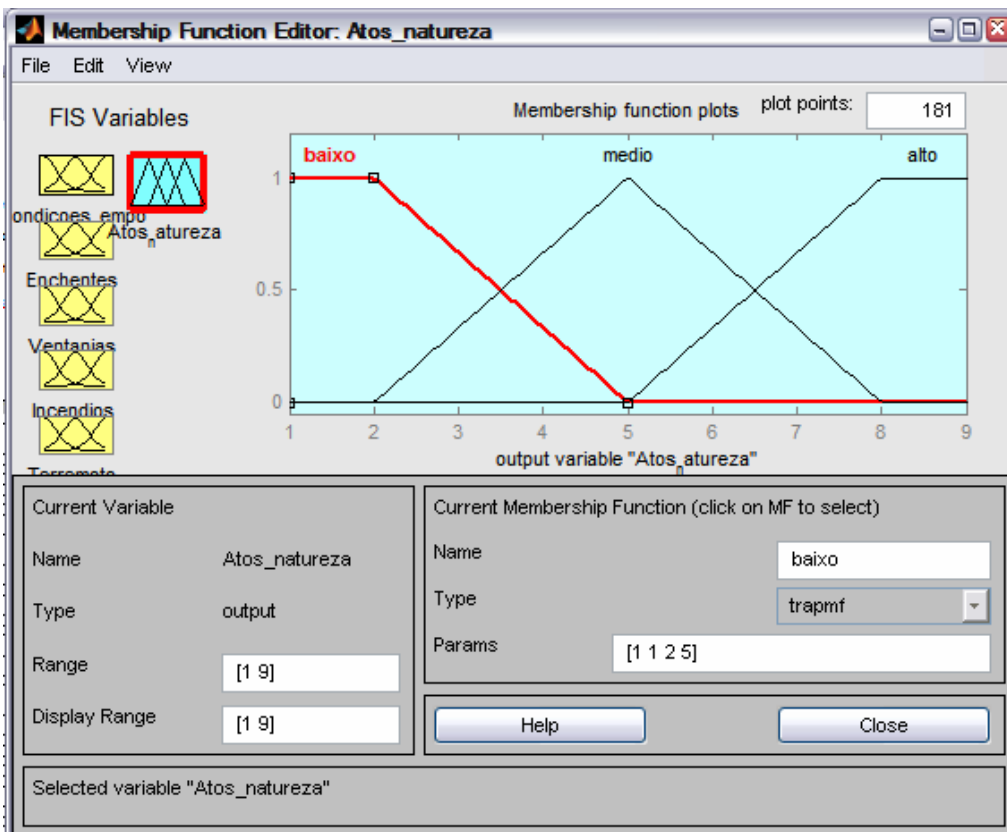 Membership Function Editor: Atos_natureza
File Edit View
FIS Variables
Membership function plots
plot points:
181
ondicoes_empo
Atos_natureza
Enchentes
Ventanias
Incendios
Terremoto
baixo
medio
alto
1
0.5
0
1 2 3 4 5 6 7 8 9
output variable "Atos_natureza"
Current Variable
Name Atos_natureza
Type output
Range [1 9]
Display Range [1 9]
Current Membership Function (click on MF to select)
Name baixo
Type trapmf
Params [1 1 2 5]
Help
Close
Selected variable "Atos_natureza"